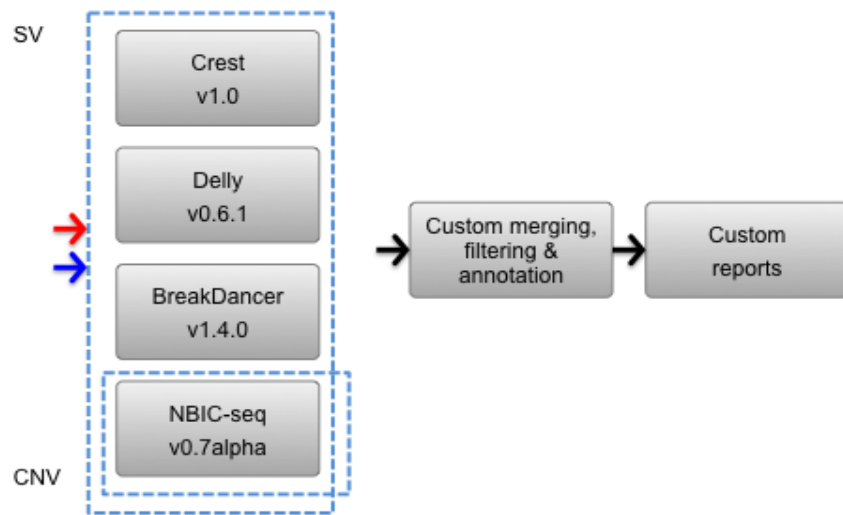 SV
Crest
v1.0
Delly
v0.6.1
BreakDancer
v1.4.0
NBIC-seq
v0.7alpha
CNV
Custom merging,
filtering &
annotation
Custom
reports